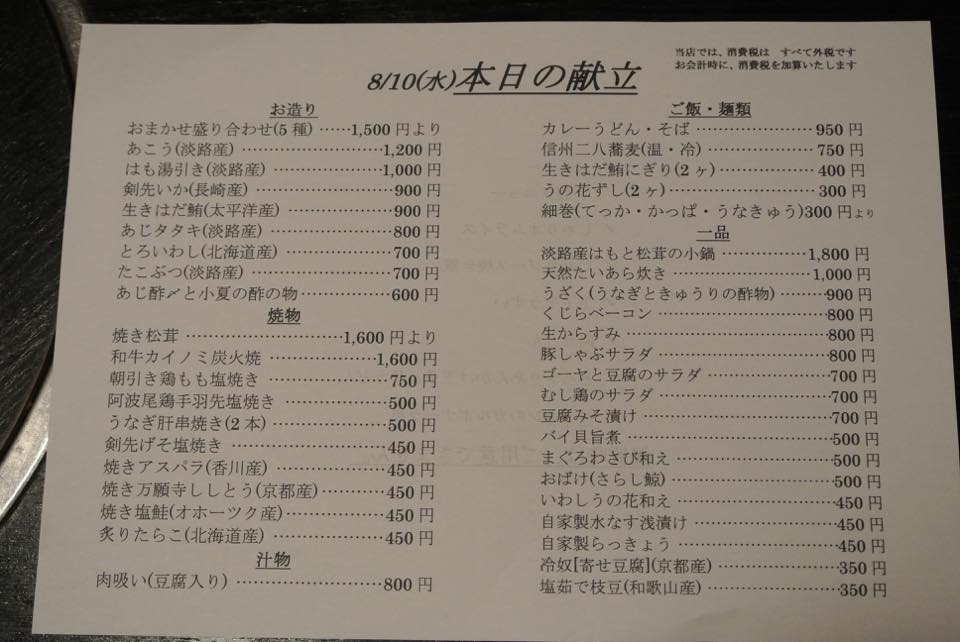 当店では、消費税は　すべて外税です
お会計時に、消費税を加算いたします
8/10(水)本日の献立
お造り
おまかせ盛り合わせ(5種)……1,500円より
あこう(淡路産)……………………1,200円
はも湯引き(淡路産)………………1,000円
剣先いか(長崎産)……………………900円
生きはだ鮪(太平洋産)………………900円
あじタタキ(淡路産)…………………800円
とろいわし(北海道産)………………700円
たこぶつ(淡路産)……………………700円
あじ酢〆と小夏の酢の物……………600円
焼物
焼き松茸……………………1,600円より
和牛カイノミ炭火焼………………1,600円
朝引き鶏もも塩焼き…………………750円
阿波尾鶏手羽先塩焼き………………500円
うなぎ肝串焼き(2本)………………500円
剣先げそ塩焼き………………………450円
焼きアスパラ(香川産)………………450円
焼き万願寺ししとう(京都産)………450円
焼き塩鮭(オホーツク産)……………450円
炙りたらこ(北海道産)………………450円
汁物
肉吸い(豆腐入り)……………………800円
ご飯・麺類
カレーうどん・そば…………………950円
信州二八蕎麦(温・冷)………………750円
生きはだ鮪にぎり(2ヶ)……………400円
うの花ずし(2ヶ)……………………300円
細巻(てっか・かっぱ・うなきゅう)300円より
一品
淡路産はもと松茸の小鍋…………1,800円
天然たいあら炊き…………………1,000円
うざく(うなぎときゅうりの酢物)……900円
くじらベーコン………………………800円
生からすみ……………………………800円
豚しゃぶサラダ………………………800円
ゴーヤと豆腐のサラダ………………700円
むし鶏のサラダ………………………700円
豆腐みそ漬け…………………………700円
バイ貝旨煮……………………………500円
まぐろわさび和え……………………500円
おばけ(さらし鯨)……………………500円
いわしうの花和え……………………450円
自家製水なす浅漬け…………………450円
自家製らっきょう……………………450円
冷奴[寄せ豆腐](京都産)……………350円
塩茹で枝豆(和歌山産)………………350円